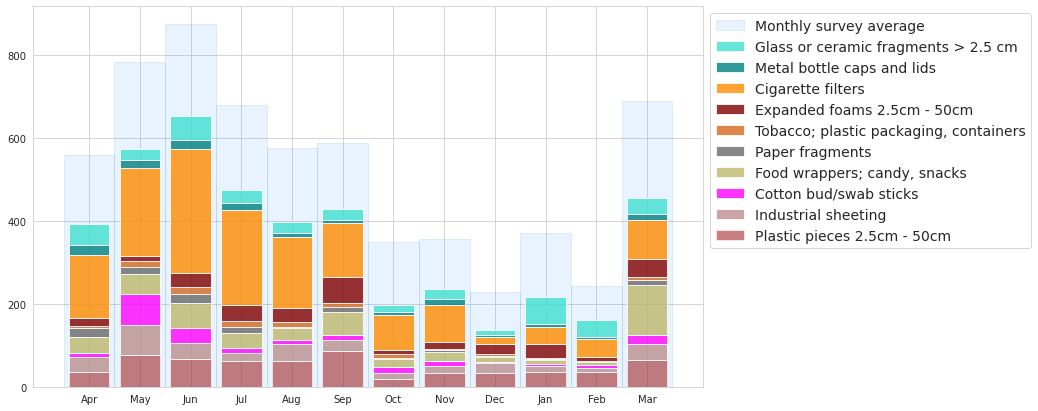 800
600
400
200
0
Apr May Jun Jul Aug Sep Oct Nov Dec Jan Feb Mar
Monthly survey average
Glass or ceramic fragments > 2.5 cm
Metal bottle caps and lids
Cigarette filters
Expanded foams 2.5cm - 50cm
Tobacco; plastic packaging, containers
Paper fragments
Food wrappers; candy, snacks
Cotton bud/swab sticks
Industrial sheeting
Plastic pieces 2.5cm - 50cm